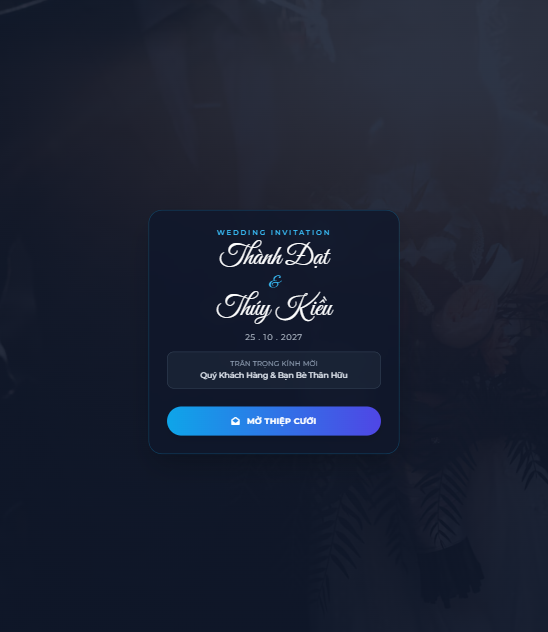 WEDDING INVITATION
Thành Đạt
&
Thúy Kiều
25 . 10 . 2027
TRÂN TRỌNG KÍNH MỜI
Quý Khách Hàng & Bạn Bè Thân Hữu
MỞ THIỆP CƯỚI